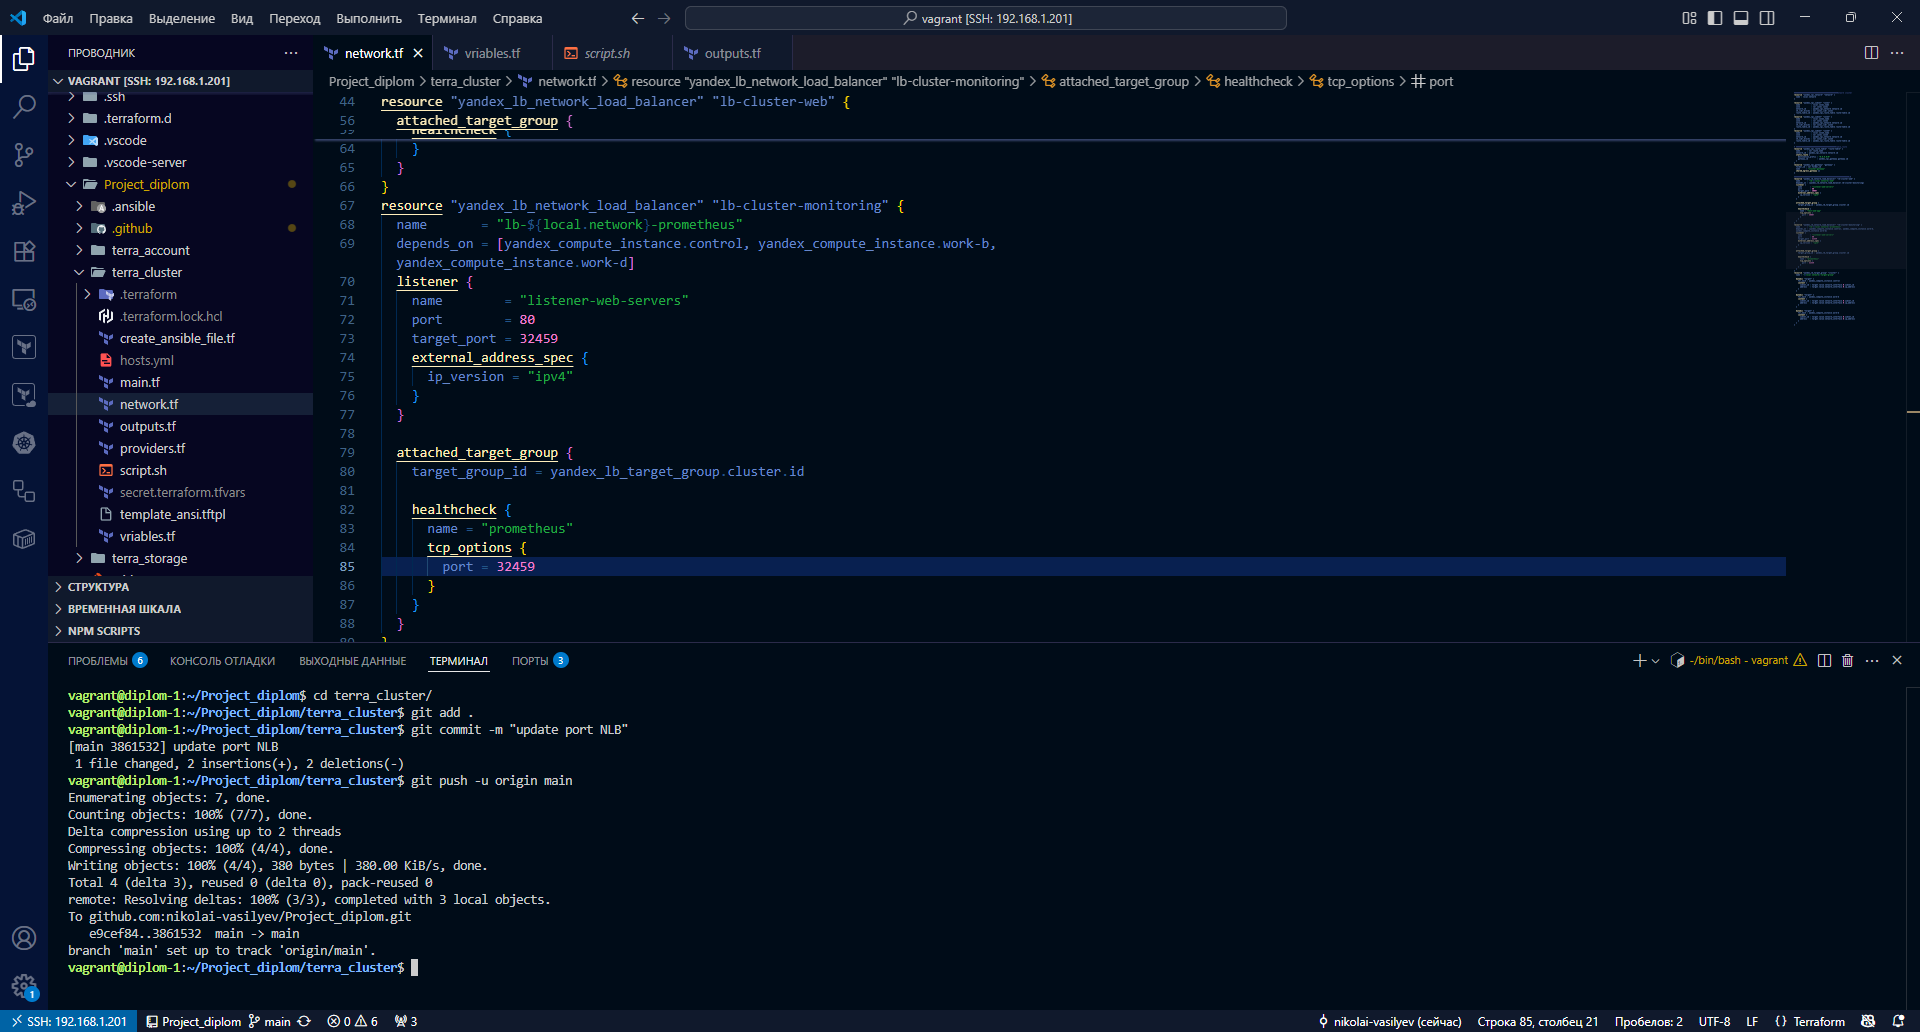 Файл Правка Выделение Вид Переход Выполнить Терминал Справка
vagrant [SSH: 192.168.1.201]
ПРОВОДНИК
network.tf
vriables.tf
script.sh
outputs.tf
VAGRANT [SSH: 192.168.1.201]
Project_diplom > terra_cluster > network.tf > resource "yandex_lb_network_load_balancer" "lb-cluster-monitoring" > attached_target_group > healthcheck > tcp_options > port
.ssh
.terraform.d
.vscode
.vscode-server
Project_diplom
.ansible
.github
terra_account
terra_cluster
.terraform
.terraform.lock.hcl
create_ansible_file.tf
hosts.yml
main.tf
network.tf
outputs.tf
providers.tf
script.sh
secret.terraform.tfvars
template_ansi.tftpl
vriables.tf
terra_storage
СТРУКТУРА
ВРЕМЕННАЯ ШКАЛА
NPM SCRIPTS
44 resource "yandex_lb_network_load_balancer" "lb-cluster-web" {
56 attached_target_group {
59 healthcheck {
64 }
65 }
66 }
67 resource "yandex_lb_network_load_balancer" "lb-cluster-monitoring" {
68 name = "lb-${local.network}-prometheus"
69 depends_on = [yandex_compute_instance.control, yandex_compute_instance.work-b,
yandex_compute_instance.work-d]
70 listener {
71 name = "listener-web-servers"
72 port = 80
73 target_port = 32459
74 external_address_spec {
75 ip_version = "ipv4"
76 }
77 }
78
79 attached_target_group {
80 target_group_id = yandex_lb_target_group.cluster.id
81
82 healthcheck {
83 name = "prometheus"
84 tcp_options {
85 port = 32459
86 }
87 }
88 }
89 }
ПРОБЛЕМЫ 6 КОНСОЛЬ ОТЛАДКИ ВЫХОДНЫЕ ДАННЫЕ ТЕРМИНАЛ ПОРТЫ 3
~/bin/bash - vagrant
vagrant@diplom-1:~/Project_diplom$ cd terra_cluster/
vagrant@diplom-1:~/Project_diplom/terra_cluster$ git add .
vagrant@diplom-1:~/Project_diplom/terra_cluster$ git commit -m "update port NLB"
[main 3861532] update port NLB
1 file changed, 2 insertions(+), 2 deletions(-)
vagrant@diplom-1:~/Project_diplom/terra_cluster$ git push -u origin main
Enumerating objects: 7, done.
Counting objects: 100% (7/7), done.
Delta compression using up to 2 threads
Compressing objects: 100% (4/4), done.
Writing objects: 100% (4/4), 380 bytes | 380.00 KiB/s, done.
Total 4 (delta 3), reused 0 (delta 0), pack-reused 0
remote: Resolving deltas: 100% (3/3), completed with 3 local objects.
To github.com:nikolai-vasilyev/Project_diplom.git
e9cef84..3861532 main -> main
branch 'main' set up to track 'origin/main'.
vagrant@diplom-1:~/Project_diplom/terra_cluster$
1
SSH: 192.168.1.201 Project_diplom main 0 6 3
nikolai-vasilyev (сейчас) Строка 85, столбец 21 Пробелов: 2 UTF-8 LF {} Terraform